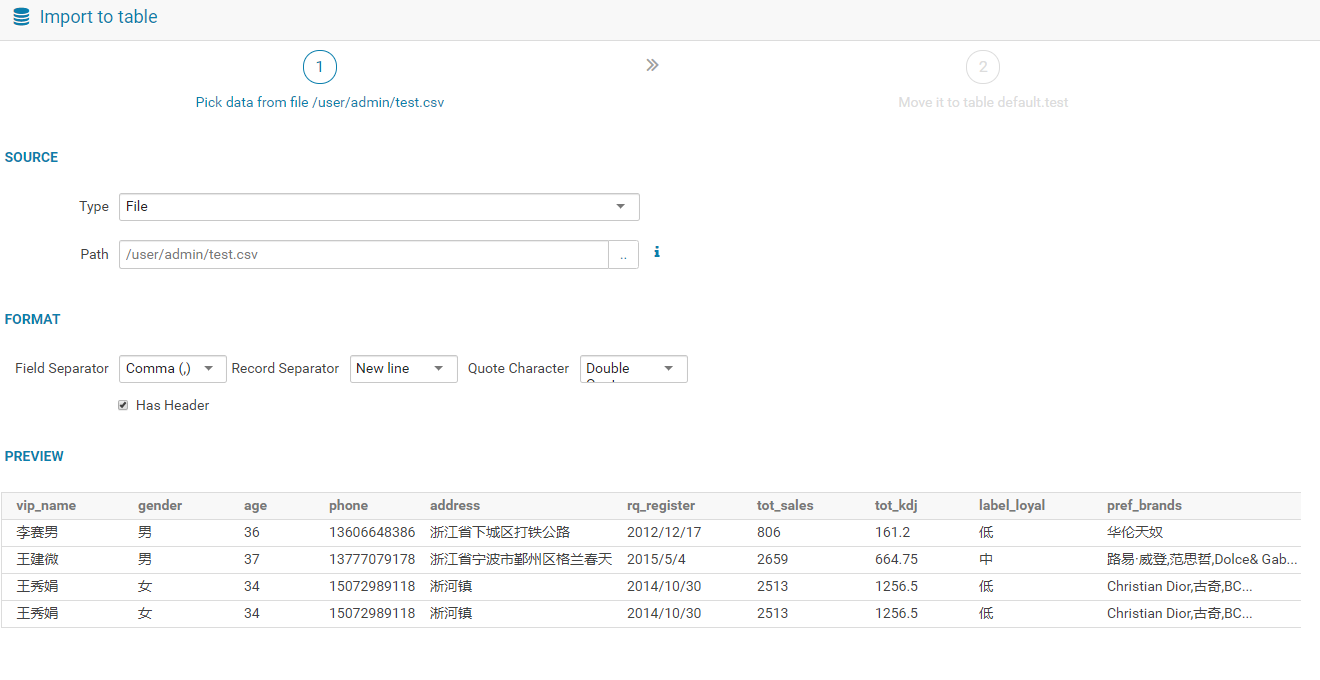 Import to table
1
2
Pick data from file /user/admin/test.csv
Move it to table default.test
SOURCE
Type File
Path /user/admin/test.csv ..
FORMAT
Field Separator Comma (,) Record Separator New line Quote Character Double
Has Header
PREVIEW
vip_name gender age phone address rq_register tot_sales tot_kdj label_loyal pref_brands
李赛男 男 36 13606648386 浙江省下城区打铁公路 2012/12/17 806 161.2 低 华伦天奴
王建微 男 37 13777079178 浙江省宁波市鄞州区格兰春天 2015/5/4 2659 664.75 中 路易·威登,范思哲,Dolce& Gab...
王秀娟 女 34 15072989118 淅河镇 2014/10/30 2513 1256.5 低 Christian Dior,古奇,BC...
王秀娟 女 34 15072989118 淅河镇 2014/10/30 2513 1256.5 低 Christian Dior,古奇,BC...